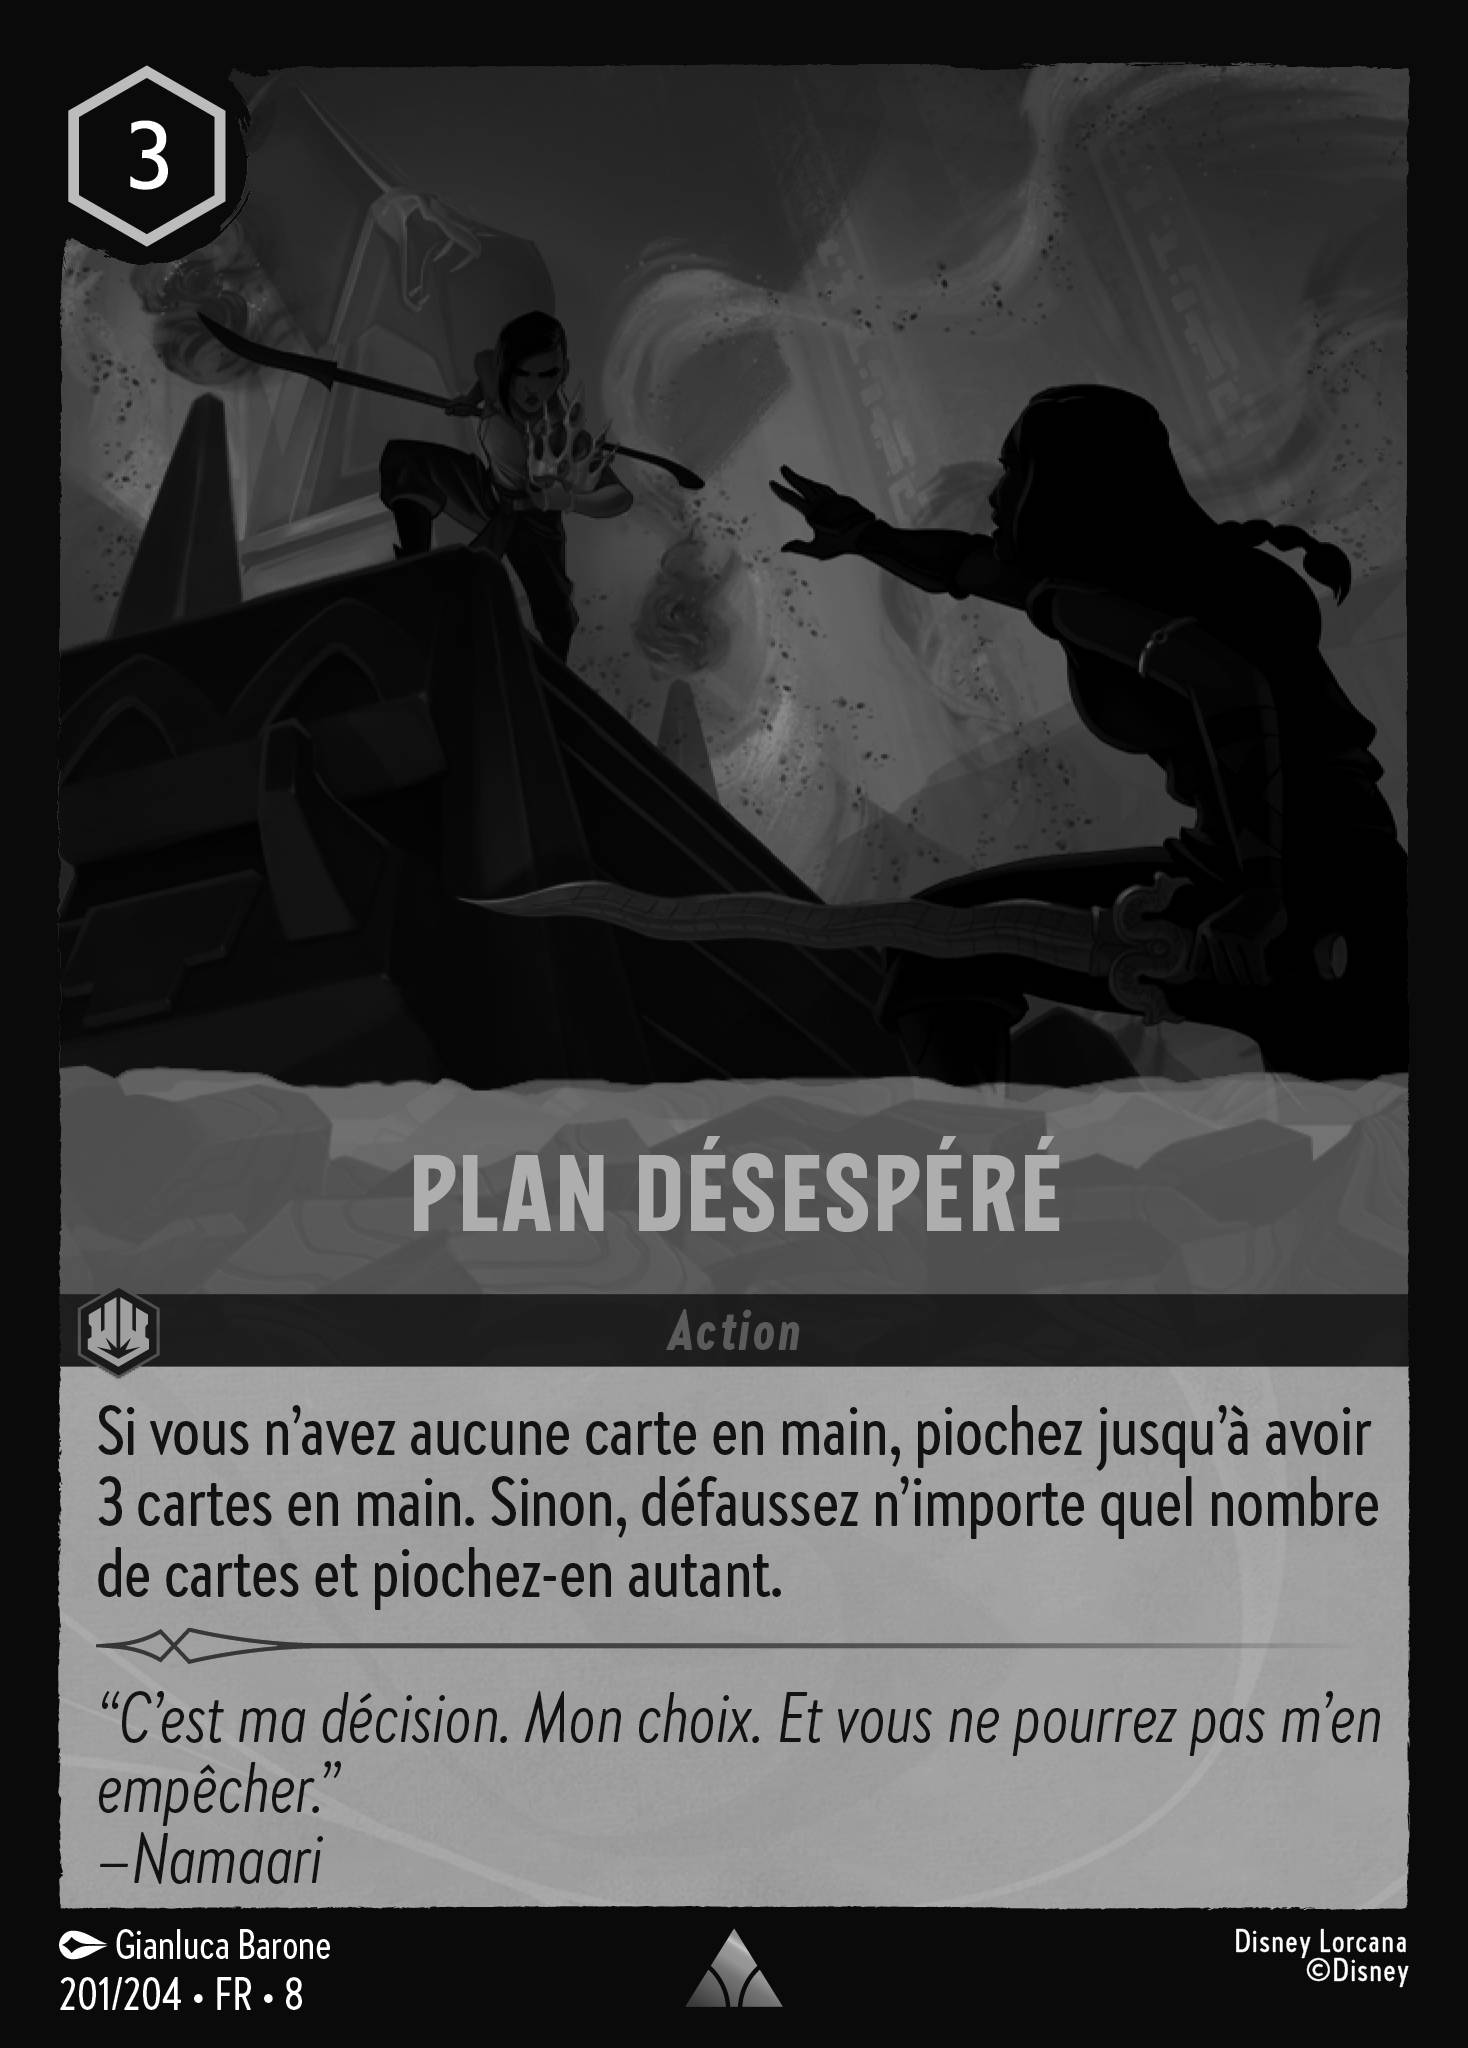 3
PLAN DÉSESPÉRÉ
Action
Si vous n’avez aucune carte en main, piochez jusqu’à avoir
3 cartes en main. Sinon, défaussez n’importe quel nombre
de cartes et piochez-en autant.
“C’est ma décision. Mon choix. Et vous ne pourrez pas m’en
empêcher.”
–Namaari
Gianluca Barone
Disney Lorcana
201/204 • FR • 8
©Disney